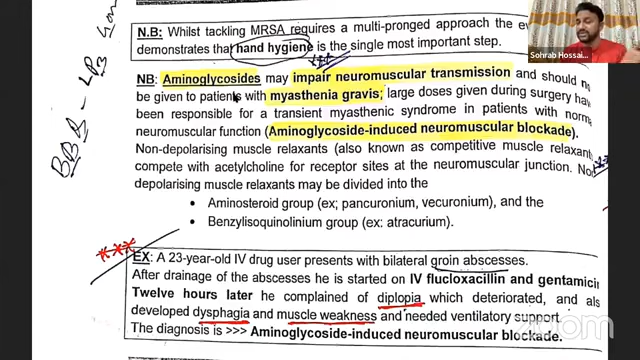 N.B: Whilst tackling MRSA requires a multi-pronged approach the ev
demonstrates that hand hygiene is the single most important step.
NB: Aminoglycosides may impair neuromuscular transmission and should no
be given to patients with myasthenia gravis; large doses given during surgery hav
been responsible for a transient myasthenic syndrome in patients with norm
neuromuscular function (Aminoglycoside-induced neuromuscular blockade).
Non-depolarising muscle relaxants (also known as competitive muscle relaxant
compete with acetylcholine for receptor sites at the neuromuscular junction. Non
depolarising muscle relaxants may be divided into the
• Aminosteroid group (ex; pancuronium, vecuronium), and the
• Benzylisoquinolinium group (ex: atracurium).
EX: A 23-year-old IV drug user presents with bilateral groin abscesses.
After drainage of the abscesses he is started on IV flucloxacillin and gentamicin
Twelve hours later he complained of diplopia which deteriorated, and als
developed dysphagia and muscle weakness and needed ventilatory support
The diagnosis is >>> Aminoglycoside-induced neuromuscular blockade.
Sohrab Hossai...
zoom